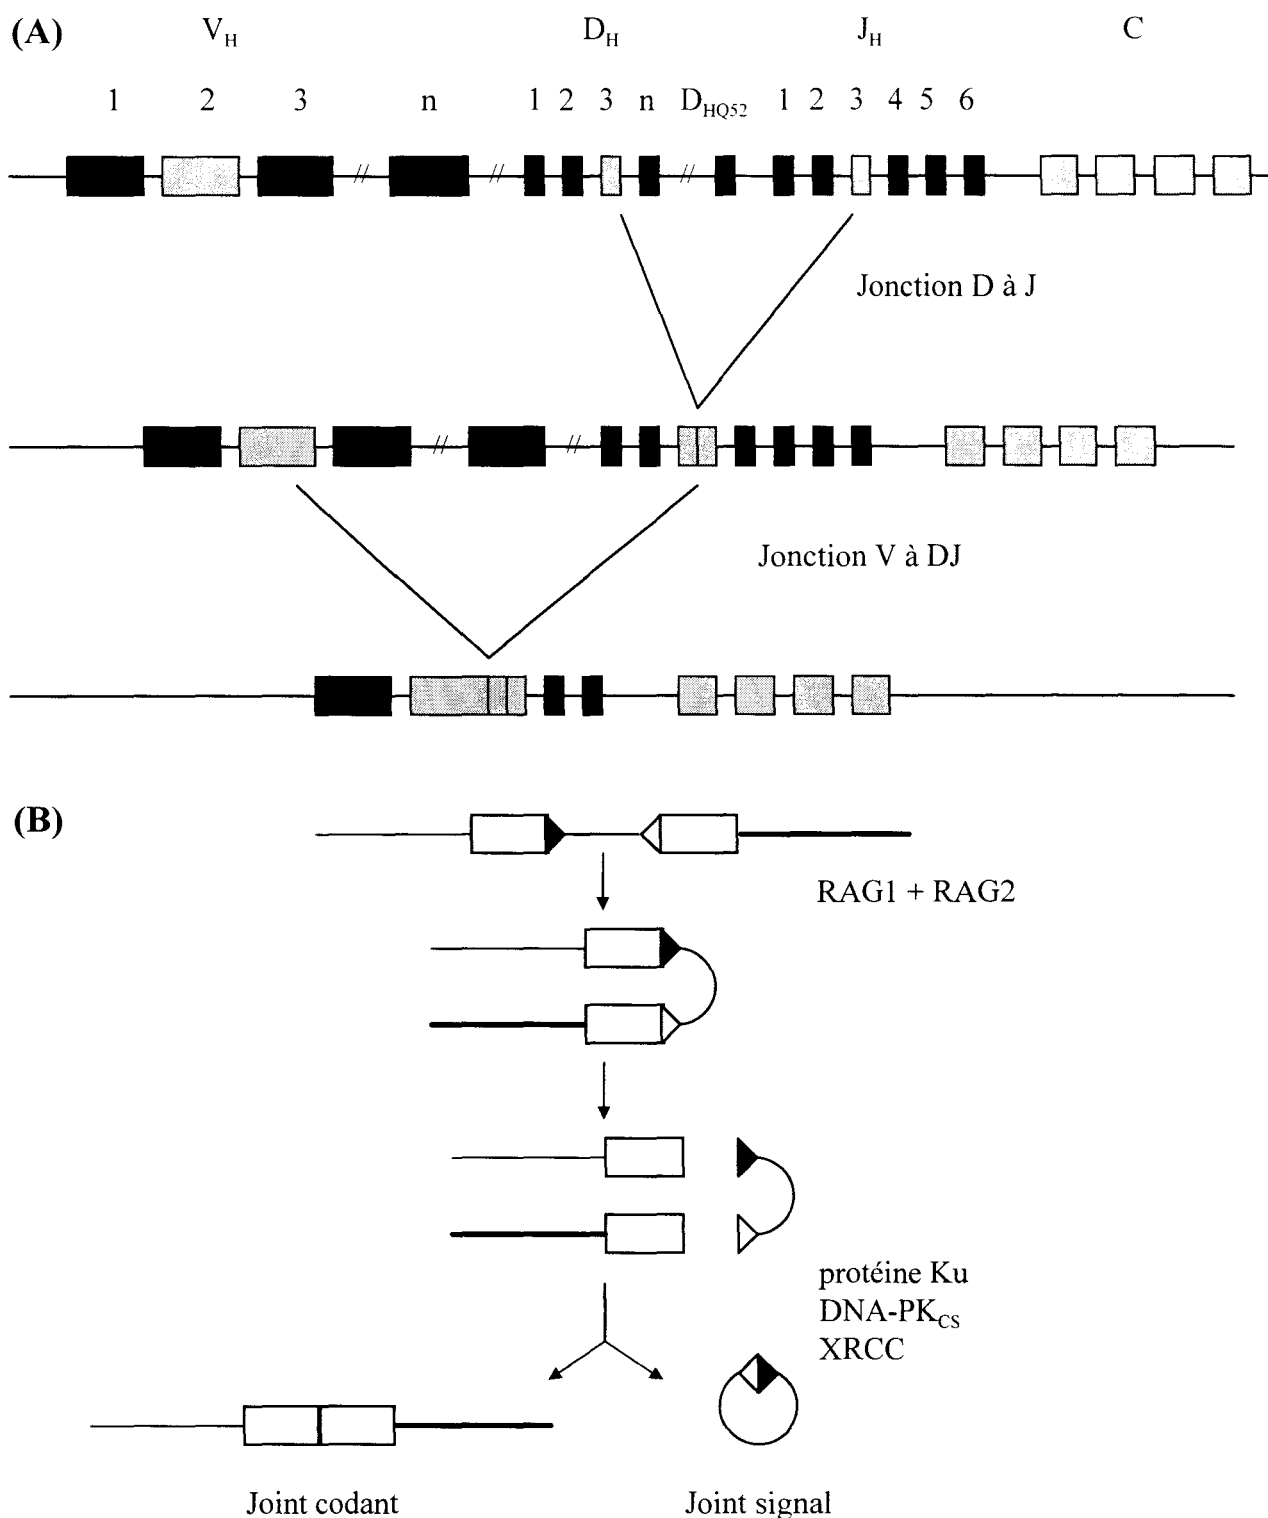 (A) V_H D_H J_H C
1 2 3 n 1 2 3 n D_HQ52 1 2 3 4 5 6
// // //
Jonction D à J
// //
Jonction V à DJ
(B)
RAG1 + RAG2
protéine Ku
DNA-PK_CS
XRCC
Joint codant Joint signal